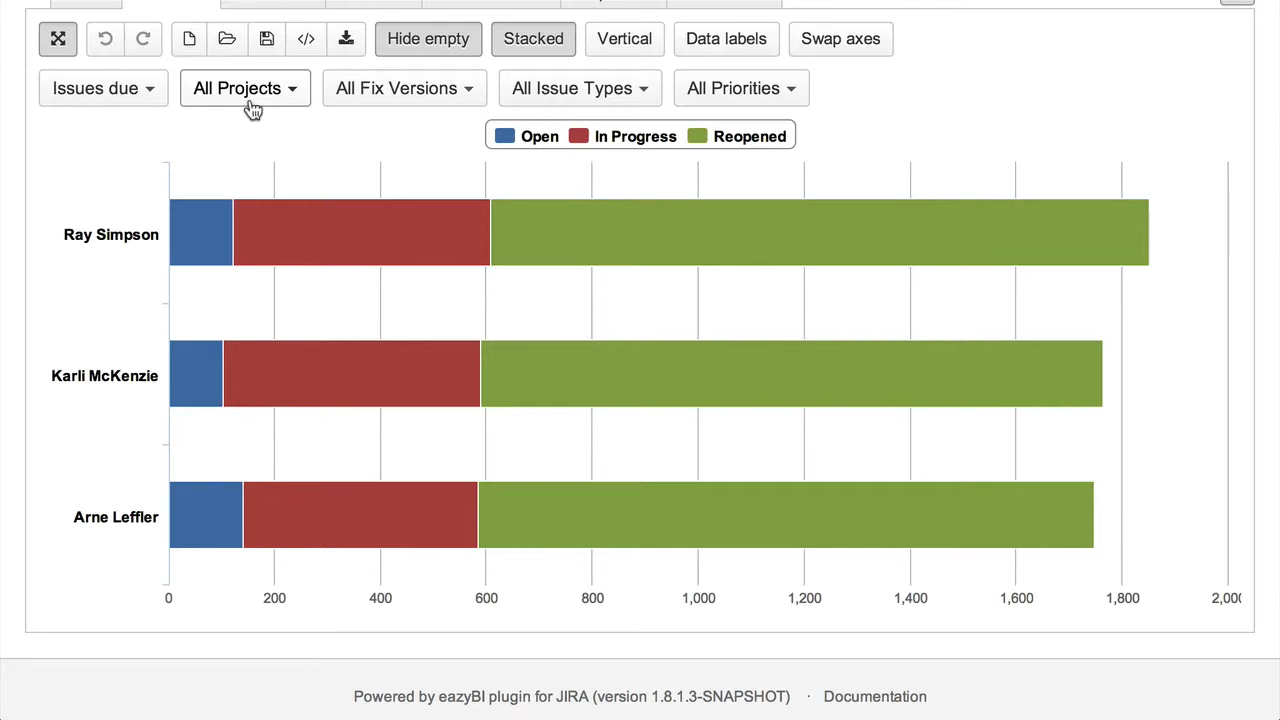 Hide empty Stacked Vertical Data labels Swap axes
Issues due All Projects All Fix Versions All Issue Types All Priorities
Open In Progress Reopened
Ray Simpson
Karli McKenzie
Arne Leffler
0 200 400 600 800 1,000 1,200 1,400 1,600 1,800 2,000
Powered by eazyBI plugin for JIRA (version 1.8.1.3-SNAPSHOT) · Documentation